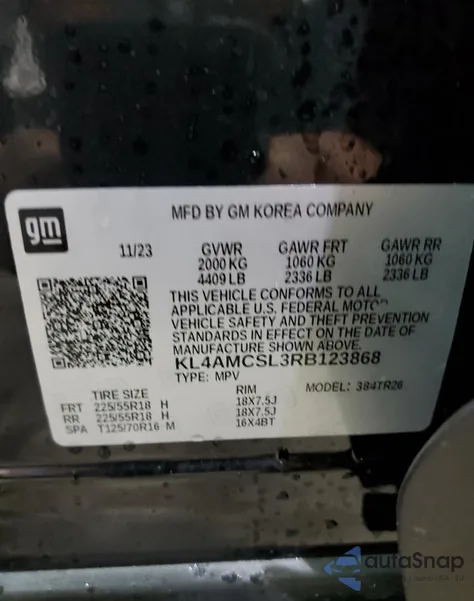 gm
MFD BY GM KOREA COMPANY
11/23 GVWR GAWR FRT GAWR RR
2000 KG 1060 KG 1060 KG
4409 LB 2336 LB 2336 LB
THIS VEHICLE CONFORMS TO ALL
APPLICABLE U.S. FEDERAL MOTOR
VEHICLE SAFETY AND THEFT PREVENTION
STANDARDS IN EFFECT ON THE DATE OF
MANUFACTURE SHOWN ABOVE.
KL4AMCSL3RB123868
TYPE: MPV MODEL: 384TR26
TIRE SIZE RIM
FRT 225/55R18 H 18X7.5J
RR 225/55R18 H 18X7.5J
SPA T125/70R16 M 16X4BT
autoSnap